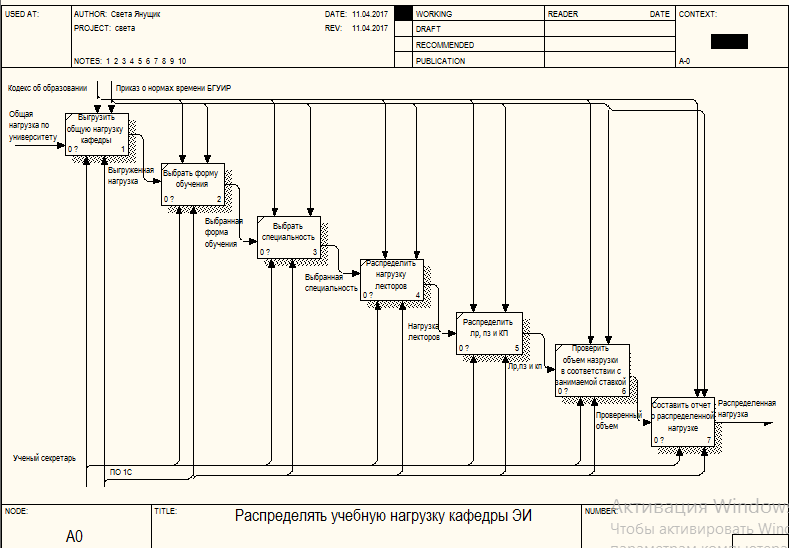 USED AT:
AUTHOR: Света Янущик
DATE: 11.04.2017
WORKING
READER
DATE
CONTEXT:
PROJECT: света
REV: 11.04.2017
DRAFT
RECOMMENDED
NOTES: 1 2 3 4 5 6 7 8 9 10
PUBLICATION
A-0
Кодекс об образовании
Приказ о нормах времени БГУИР
Общая
нагрузка по
университету
Выгрузить
общую нагрузку
кафедры
0 ?
1
Выгруженная
нагрузка
Выбрать форму
обучения
0 ?
2
Выбранная
форма
обучения
Выбрать
специальность
0 ?
3
Выбранная
специальность
Распределить
нагрузку
лекторов
0 ?
4
Нагрузка
лекторов
Распределить
лр, пз и КП
0 ?
5
Лр,пз и кп
Проверить
объем назрузки
в соответствии с
занимаемой ставкой
0 ?
6
Проверенный
объем
Составить отчет
о распределенной
нагрузке
0 ?
7
Распределенная
нагрузка
Ученый секретарь
ПО 1С
NODE:
A0
TITLE:
Распределять учебную нагрузку кафедры ЭИ
NUMBER:
Активация Window
Чтобы активировать Wind
параметрам компьютера